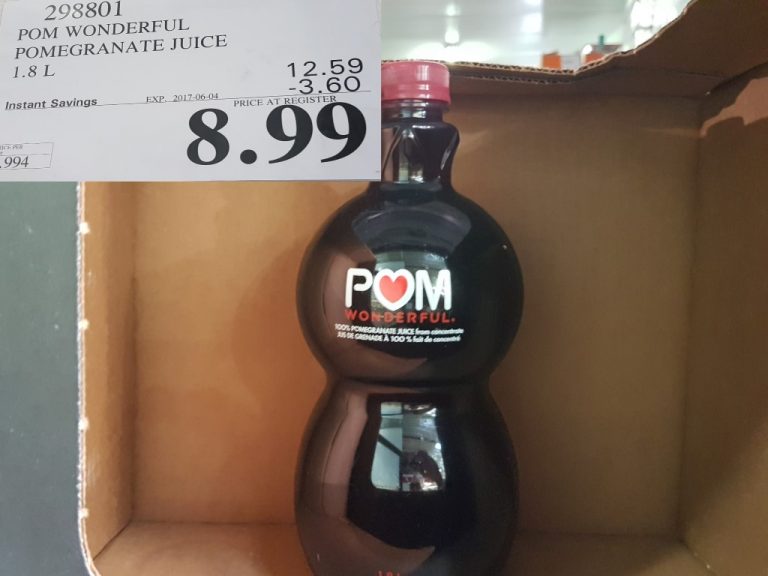 298801
POM WONDERFUL
POMEGRANATE JUICE
1.8 L
12.59
-3.60
Instant Savings EXP. 2017-06-04 PRICE AT REGISTER
8.99
.994
POM
WONDERFUL.
100% POMEGRANATE JUICE from concentrate
JUS DE GRENADE À 100 % fait de concentré